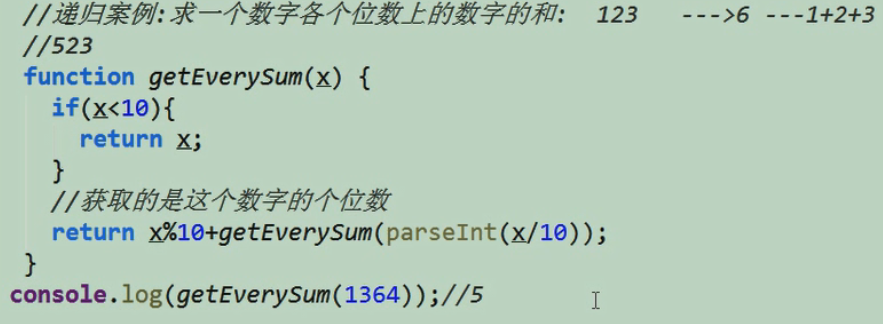 //递归案例:求一个数字各个位数上的数字的和:  123   --->6 ---1+2+3
//523
function getEverySum(x) {
if(x<10){
return x;
}
//获取的是这个数字的个位数
return x%10+getEverySum(parseInt(x/10));
}
console.log(getEverySum(1364));//5